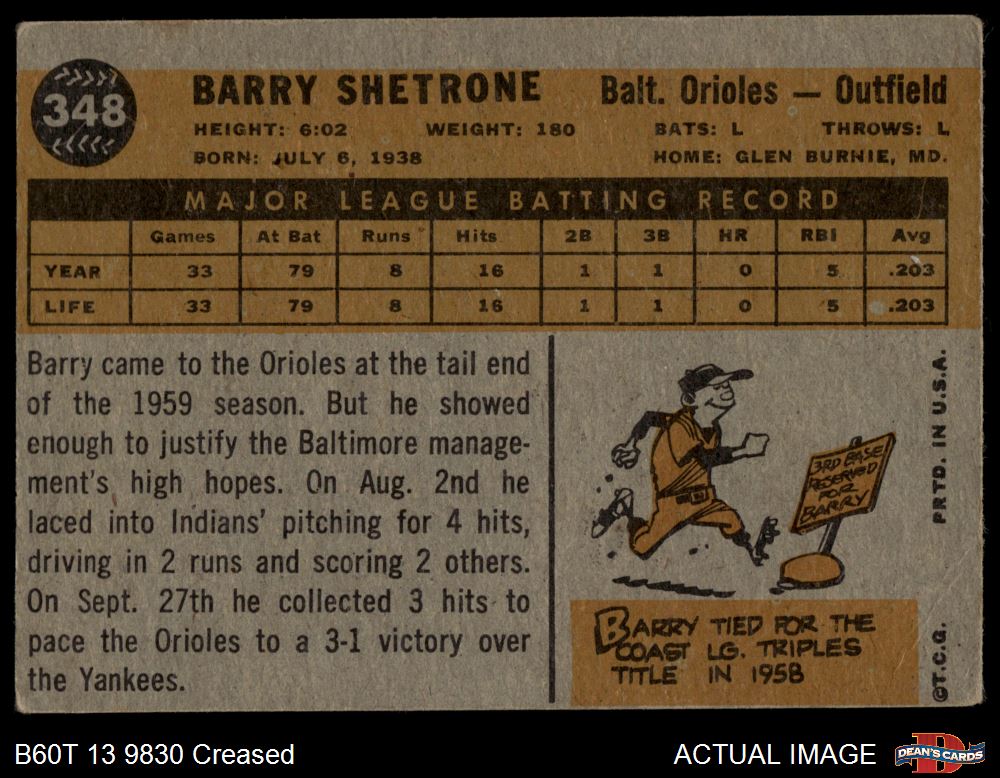 348
BARRY SHETRONE
Balt. Orioles — Outfield
HEIGHT: 6:02 WEIGHT: 180 BATS: L THROWS: L
BORN: JULY 6, 1938 HOME: GLEN BURNIE, MD.
MAJOR LEAGUE BATTING RECORD
Games At Bat Runs Hits 2B 3B HR RBI Avg
YEAR 33 79 8 16 1 1 0 5 .203
LIFE 33 79 8 16 1 1 0 5 .203
Barry came to the Orioles at the tail end
of the 1959 season. But he showed
enough to justify the Baltimore manage-
ment's high hopes. On Aug. 2nd he
laced into Indians' pitching for 4 hits,
driving in 2 runs and scoring 2 others.
On Sept. 27th he collected 3 hits to
pace the Orioles to a 3-1 victory over
the Yankees.
3RD BASE
RESERVED
FOR
BARRY
BARRY TIED FOR THE
COAST LG. TRIPLES
TITLE IN 1958
PRTD. IN U.S.A.
©T.C.G.
B60T 13 9830 Creased
ACTUAL IMAGE
DEAN'S CARDS